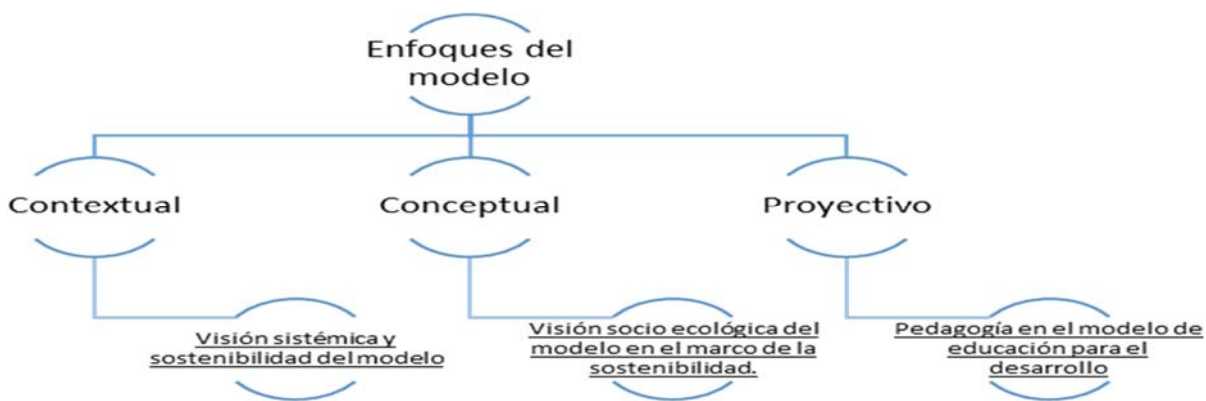 Enfoques del
modelo
Contextual
Conceptual
Proyectivo
Visión sistémica y
sostenibilidad del modelo
Visión socio ecológica del
modelo en el marco de la
sostenibilidad.
Pedagogía en el modelo de
educación para el
desarrollo